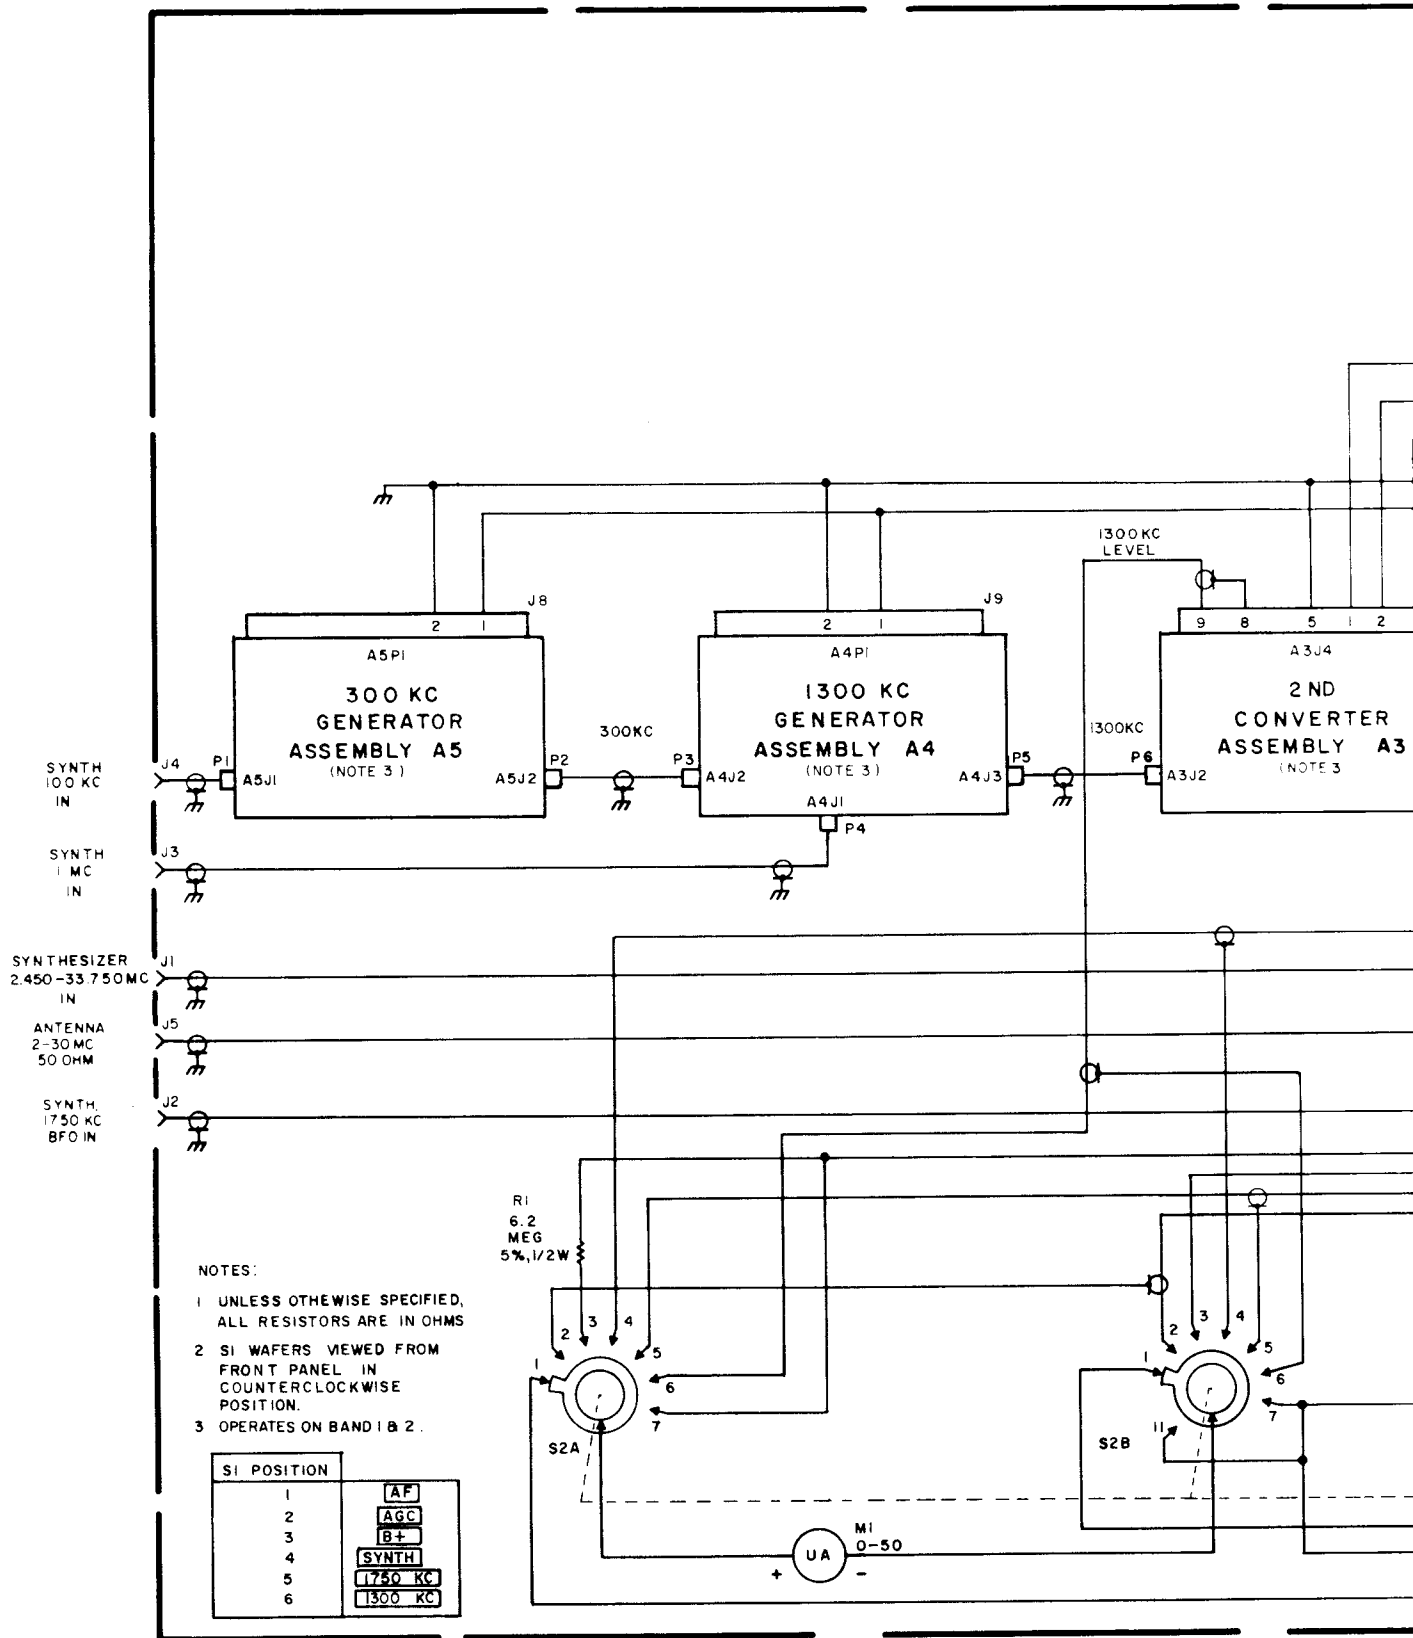 1300KC
LEVEL
J8
J9
2 1
2 1
9 8 5 1 2
A5P1
A4P1
A3J4
300 KC
GENERATOR
ASSEMBLY A5
(NOTE 3)
1300 KC
GENERATOR
ASSEMBLY A4
(NOTE 3)
2 ND
CONVERTER
ASSEMBLY A3
(NOTE 3
300KC
1300KC
SYNTH
100 KC
IN
J4
P1
A5J1
A5J2
P2
P3
A4J2
A4J3
P5
P6
A3J2
A4J1
P4
SYNTH
1 MC
IN
J3
SYNTHESIZER
2.450-33.750MC
IN
J1
ANTENNA
2-30MC
50 OHM
J5
SYNTH,
1750 KC
BFO IN
J2
R1
6.2
MEG
5%,1/2W
1
2
3
4
5
6
7
S2A
1
2
3
4
5
6
7
11
S2B
M1
0-50
UA
+
-
NOTES:
1 UNLESS OTHEWISE SPECIFIED,
ALL RESISTORS ARE IN OHMS
2 S1 WAFERS VIEWED FROM
FRONT PANEL IN
COUNTERCLOCKWISE
POSITION.
3 OPERATES ON BAND 1 & 2.
S1 POSITION
1 AF
2 AGC
3 B+
4 SYNTH
5 1750 KC
6 1300 KC